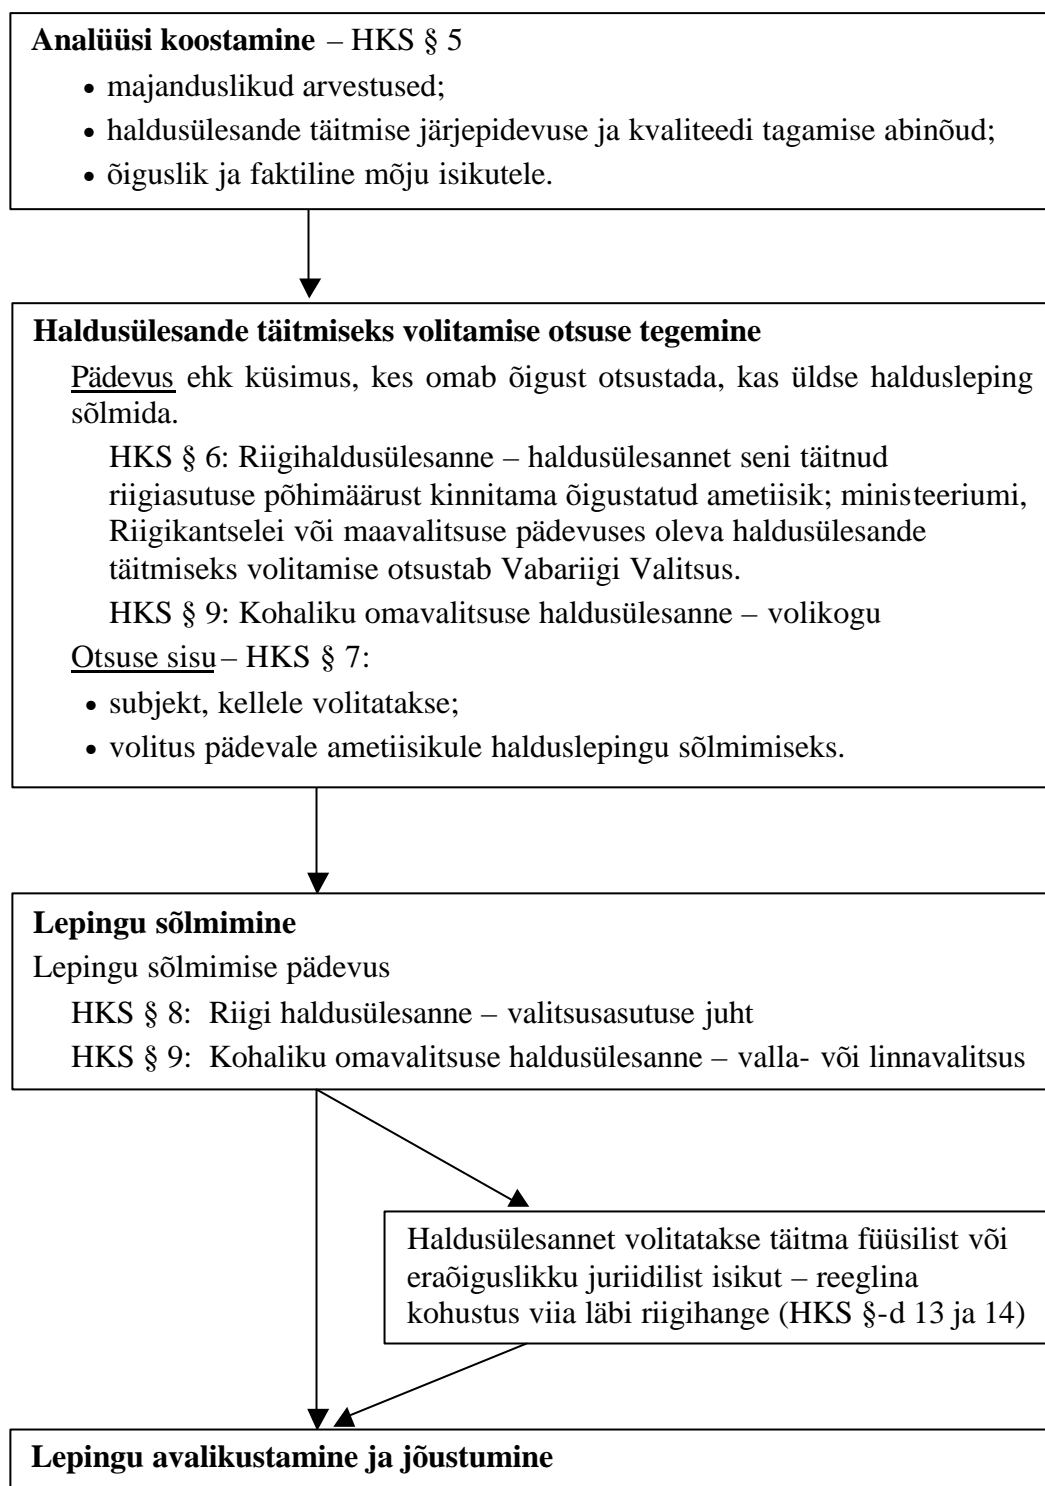 Analüüsi koostamine – HKS § 5
• majanduslikud arvestused;
• haldusülesande täitmise järjepidevuse ja kvaliteedi tagamise abinõud;
• õiguslik ja faktiline mõju isikutele.
Haldusülesande täitmiseks volitamise otsuse tegemine
Pädevus ehk küsimus, kes omab õigust otsustada, kas üldse haldusleping
sõlmida.
HKS § 6: Riigihaldusülesanne – haldusülesannet seni täitnud
riigiasutuse põhimäärust kinnitama õigustatud ametiisik; ministeeriumi,
Riigikantselei või maavalitsuse pädevuses oleva haldusülesande
täitmiseks volitamise otsustab Vabariigi Valitsus.
HKS § 9: Kohaliku omavalitsuse haldusülesanne – volikogu
Otsuse sisu – HKS § 7:
• subjekt, kellele volitatakse;
• volitus pädevale ametiisikule halduslepingu sõlmimiseks.
Lepingu sõlmimine
Lepingu sõlmimise pädevus
HKS § 8: Riigi haldusülesanne – valitsusasutuse juht
HKS § 9: Kohaliku omavalitsuse haldusülesanne – valla- või linnavalitsus
Haldusülesannet volitatakse täitma füüsilist või
eraõiguslikku juriidilist isikut – reeglina
kohustus viia läbi riigihange (HKS §-d 13 ja 14)
Lepingu avalikustamine ja jõustumine